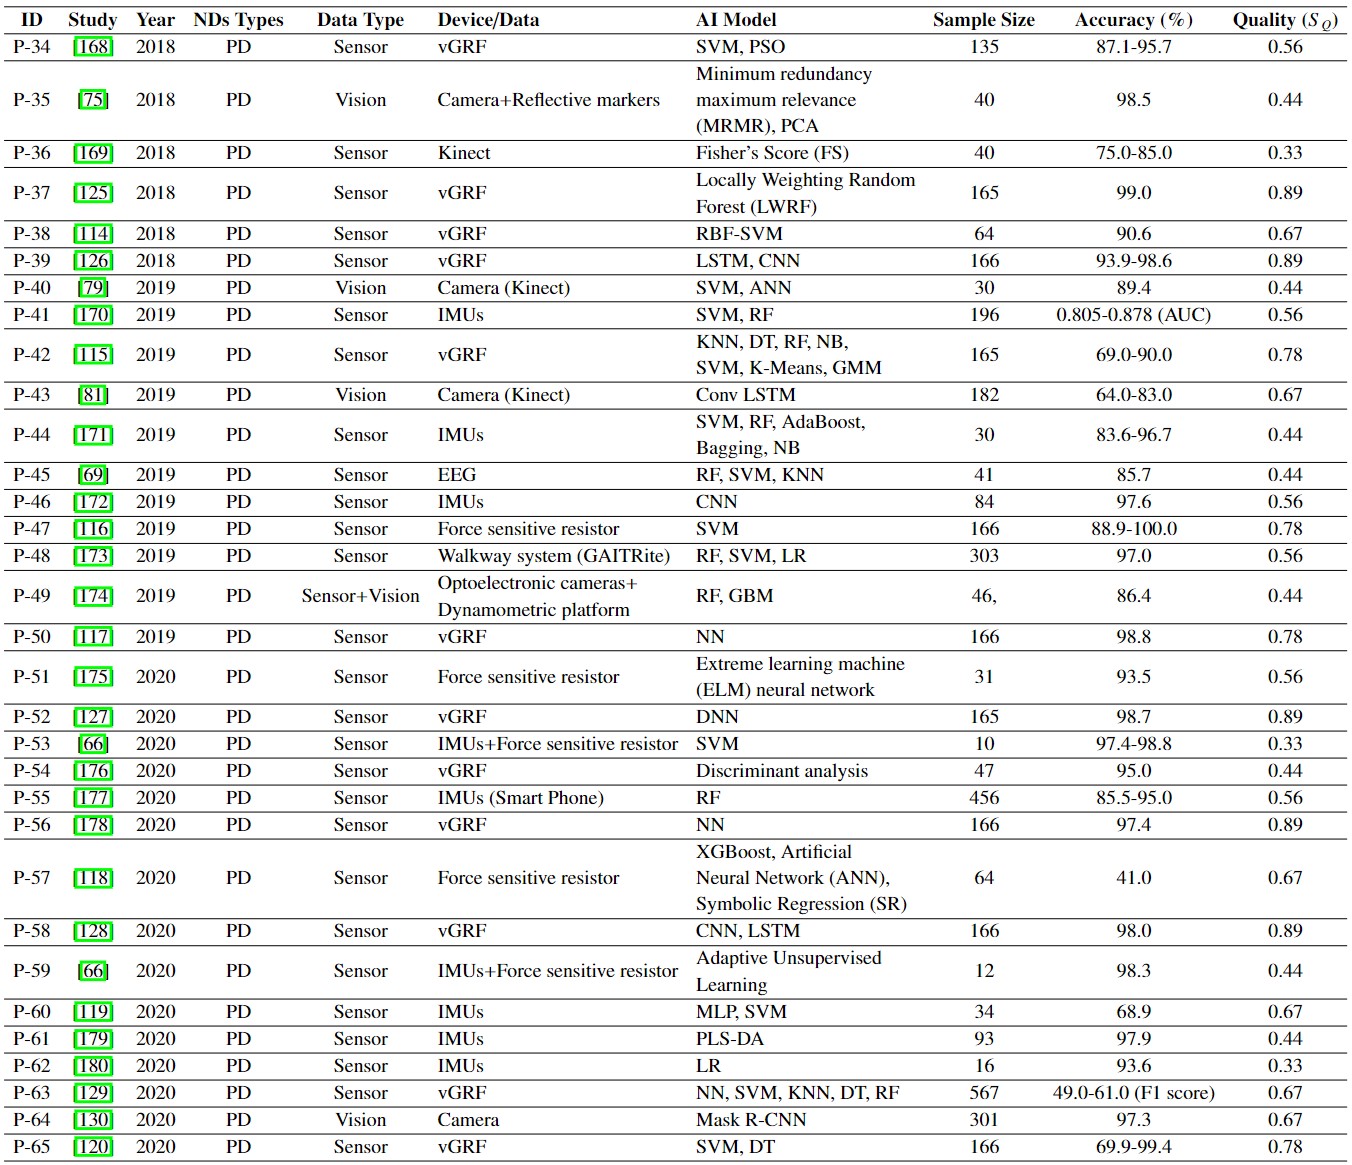 ID Study Year NDs Types Data Type Device/Data AI Model Sample Size Accuracy (%) Quality (S_Q)
P-34 [168] 2018 PD Sensor vGRF SVM, PSO 135 87.1-95.7 0.56
Minimum redundancy
P-35 [75] 2018 PD Vision Camera+Reflective markers maximum relevance 40 98.5 0.44
(MRMR), PCA
P-36 [169] 2018 PD Sensor Kinect Fisher's Score (FS) 40 75.0-85.0 0.33
Locally Weighting Random
P-37 [125] 2018 PD Sensor vGRF 165 99.0 0.89
Forest (LWRF)
P-38 [114] 2018 PD Sensor vGRF RBF-SVM 64 90.6 0.67
P-39 [126] 2018 PD Sensor vGRF LSTM, CNN 166 93.9-98.6 0.89
P-40 [79] 2019 PD Vision Camera (Kinect) SVM, ANN 30 89.4 0.44
P-41 [170] 2019 PD Sensor IMUs SVM, RF 196 0.805-0.878 (AUC) 0.56
KNN, DT, RF, NB,
P-42 [115] 2019 PD Sensor vGRF 165 69.0-90.0 0.78
SVM, K-Means, GMM
P-43 [81] 2019 PD Vision Camera (Kinect) Conv LSTM 182 64.0-83.0 0.67
SVM, RF, AdaBoost,
P-44 [171] 2019 PD Sensor IMUs 30 83.6-96.7 0.44
Bagging, NB
P-45 [69] 2019 PD Sensor EEG RF, SVM, KNN 41 85.7 0.44
P-46 [172] 2019 PD Sensor IMUs CNN 84 97.6 0.56
P-47 [116] 2019 PD Sensor Force sensitive resistor SVM 166 88.9-100.0 0.78
P-48 [173] 2019 PD Sensor Walkway system (GAITRite) RF, SVM, LR 303 97.0 0.56
Optoelectronic cameras+
P-49 [174] 2019 PD Sensor+Vision RF, GBM 46, 86.4 0.44
Dynamometric platform
P-50 [117] 2019 PD Sensor vGRF NN 166 98.8 0.78
Extreme learning machine
P-51 [175] 2020 PD Sensor Force sensitive resistor 31 93.5 0.56
(ELM) neural network
P-52 [127] 2020 PD Sensor vGRF DNN 165 98.7 0.89
P-53 [66] 2020 PD Sensor IMUs+Force sensitive resistor SVM 10 97.4-98.8 0.33
P-54 [176] 2020 PD Sensor vGRF Discriminant analysis 47 95.0 0.44
P-55 [177] 2020 PD Sensor IMUs (Smart Phone) RF 456 85.5-95.0 0.56
P-56 [178] 2020 PD Sensor vGRF NN 166 97.4 0.89
XGBoost, Artificial
P-57 [118] 2020 PD Sensor Force sensitive resistor Neural Network (ANN), 64 41.0 0.67
Symbolic Regression (SR)
P-58 [128] 2020 PD Sensor vGRF CNN, LSTM 166 98.0 0.89
Adaptive Unsupervised
P-59 [66] 2020 PD Sensor IMUs+Force sensitive resistor 12 98.3 0.44
Learning
P-60 [119] 2020 PD Sensor IMUs MLP, SVM 34 68.9 0.67
P-61 [179] 2020 PD Sensor IMUs PLS-DA 93 97.9 0.44
P-62 [180] 2020 PD Sensor IMUs LR 16 93.6 0.33
P-63 [129] 2020 PD Sensor vGRF NN, SVM, KNN, DT, RF 567 49.0-61.0 (F1 score) 0.67
P-64 [130] 2020 PD Vision Camera Mask R-CNN 301 97.3 0.67
P-65 [120] 2020 PD Sensor vGRF SVM, DT 166 69.9-99.4 0.78